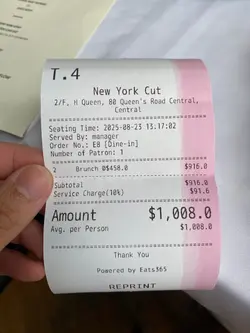 T.4
New York Cut
2/F, H Queen, 80 Queen's Road Central,
Central
Seating Time: 2025-08-23 13:17:02
Served By: manager
Order No.: E8 [Dine-in]
Number of Patron: 1
2 Brunch @$458.0 $916.0
Subtotal $916.0
Service Charge(10%) $91.6
Amount $1,008.0
Avg. per Person $1,008.0
Thank You
Powered by Eats365
REPRINT